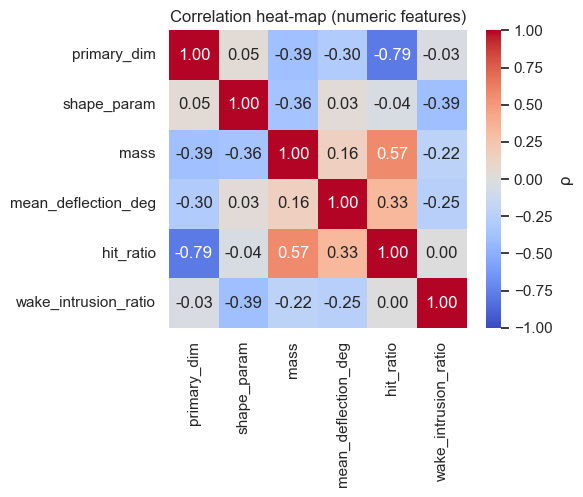 Correlation heat-map (numeric features)
primary_dim 1.00 0.05 -0.39 -0.30 -0.79 -0.03
shape_param 0.05 1.00 -0.36 0.03 -0.04 -0.39
mass -0.39 -0.36 1.00 0.16 0.57 -0.22
mean_deflection_deg -0.30 0.03 0.16 1.00 0.33 -0.25
hit_ratio -0.79 -0.04 0.57 0.33 1.00 0.00
wake_intrusion_ratio -0.03 -0.39 -0.22 -0.25 0.00 1.00
primary_dim
shape_param
mass
mean_deflection_deg
hit_ratio
wake_intrusion_ratio
1.00
0.75
0.50
0.25
0.00
−0.25
−0.50
−0.75
−1.00
ρ